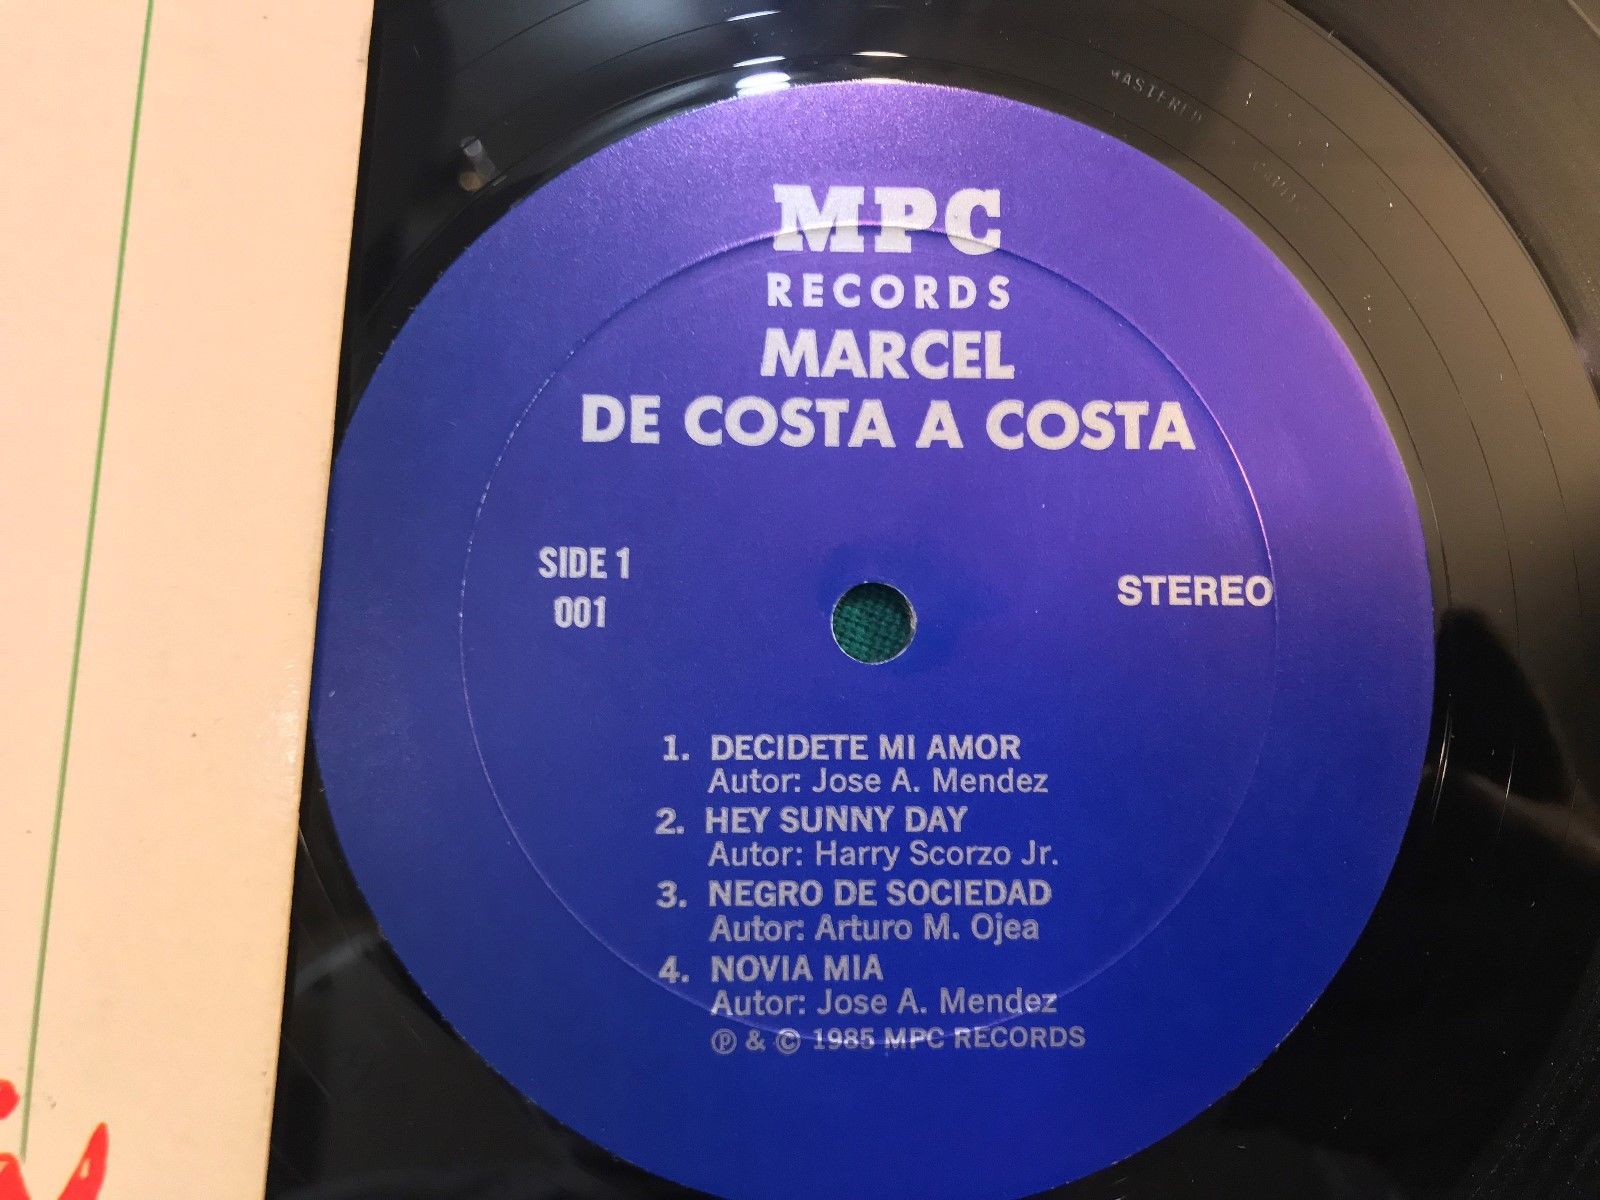 MASTERED
MPC
RECORDS
MARCEL
DE COSTA A COSTA
SIDE 1
001
STEREO
1. DECIDETE MI AMOR
Autor: Jose A. Mendez
2. HEY SUNNY DAY
Autor: Harry Scorzo Jr.
3. NEGRO DE SOCIEDAD
Autor: Arturo M. Ojea
4. NOVIA MIA
Autor: Jose A. Mendez
℗ & © 1985 MPC RECORDS